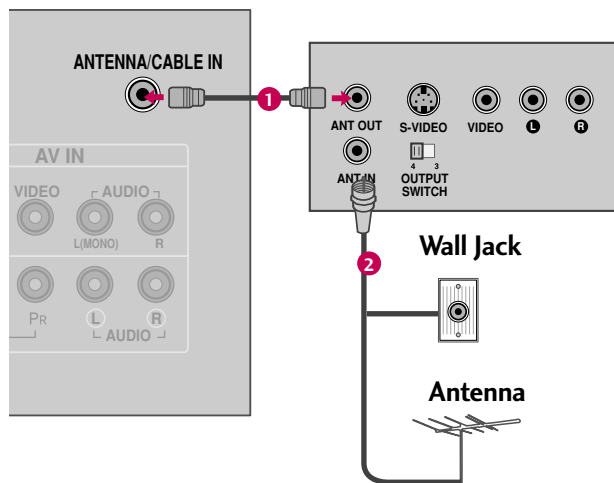 ANTENNA/CABLE IN
1
ANT OUT
S-VIDEO
VIDEO
L
R
ANT IN
4 3
OUTPUT
SWITCH
AV IN
VIDEO
AUDIO
L(MONO)
R
PR
L
R
AUDIO
2
Wall Jack
Antenna